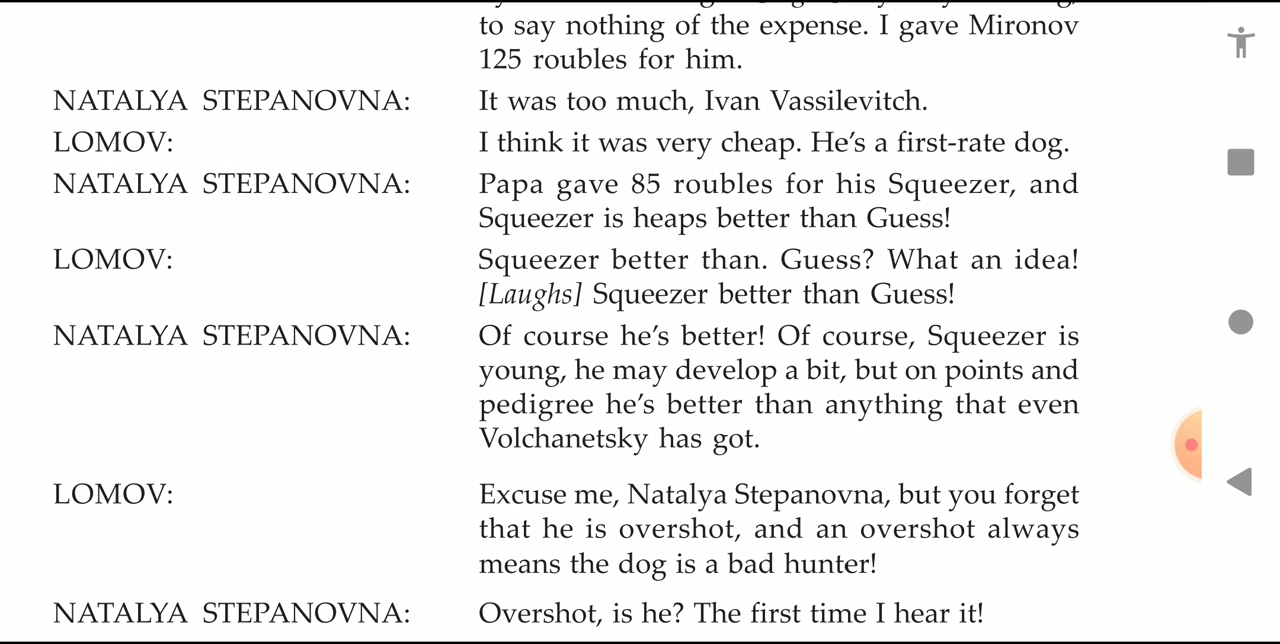 to say nothing of the expense. I gave Mironov
125 roubles for him.
NATALYA STEPANOVNA: It was too much, Ivan Vassilevitch.
LOMOV: I think it was very cheap. He's a first-rate dog.
NATALYA STEPANOVNA: Papa gave 85 roubles for his Squeezer, and
Squeezer is heaps better than Guess!
LOMOV: Squeezer better than. Guess? What an idea!
[Laughs] Squeezer better than Guess!
NATALYA STEPANOVNA: Of course he's better! Of course, Squeezer is
young, he may develop a bit, but on points and
pedigree he's better than anything that even
Volchanetsky has got.
LOMOV: Excuse me, Natalya Stepanovna, but you forget
that he is overshot, and an overshot always
means the dog is a bad hunter!
NATALYA STEPANOVNA: Overshot, is he? The first time I hear it!